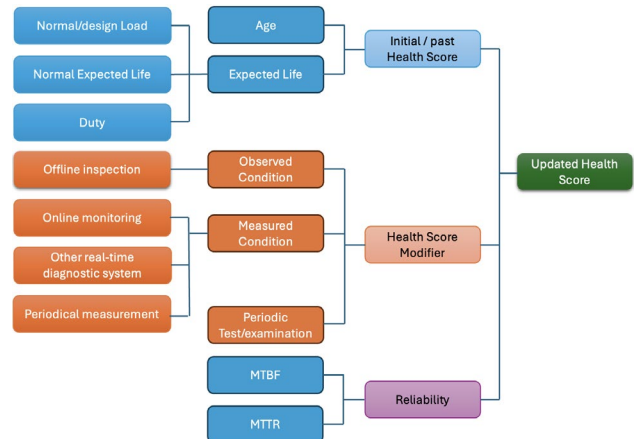 Normal/design Load
Normal Expected Life
Duty
Age
Expected Life
Initial / past
Health Score
Offline inspection
Online monitoring
Other real-time
diagnostic system
Periodical measurement
Observed
Condition
Measured
Condition
Periodic
Test/examination
Health Score
Modifier
MTBF
MTTR
Reliability
Updated Health
Score